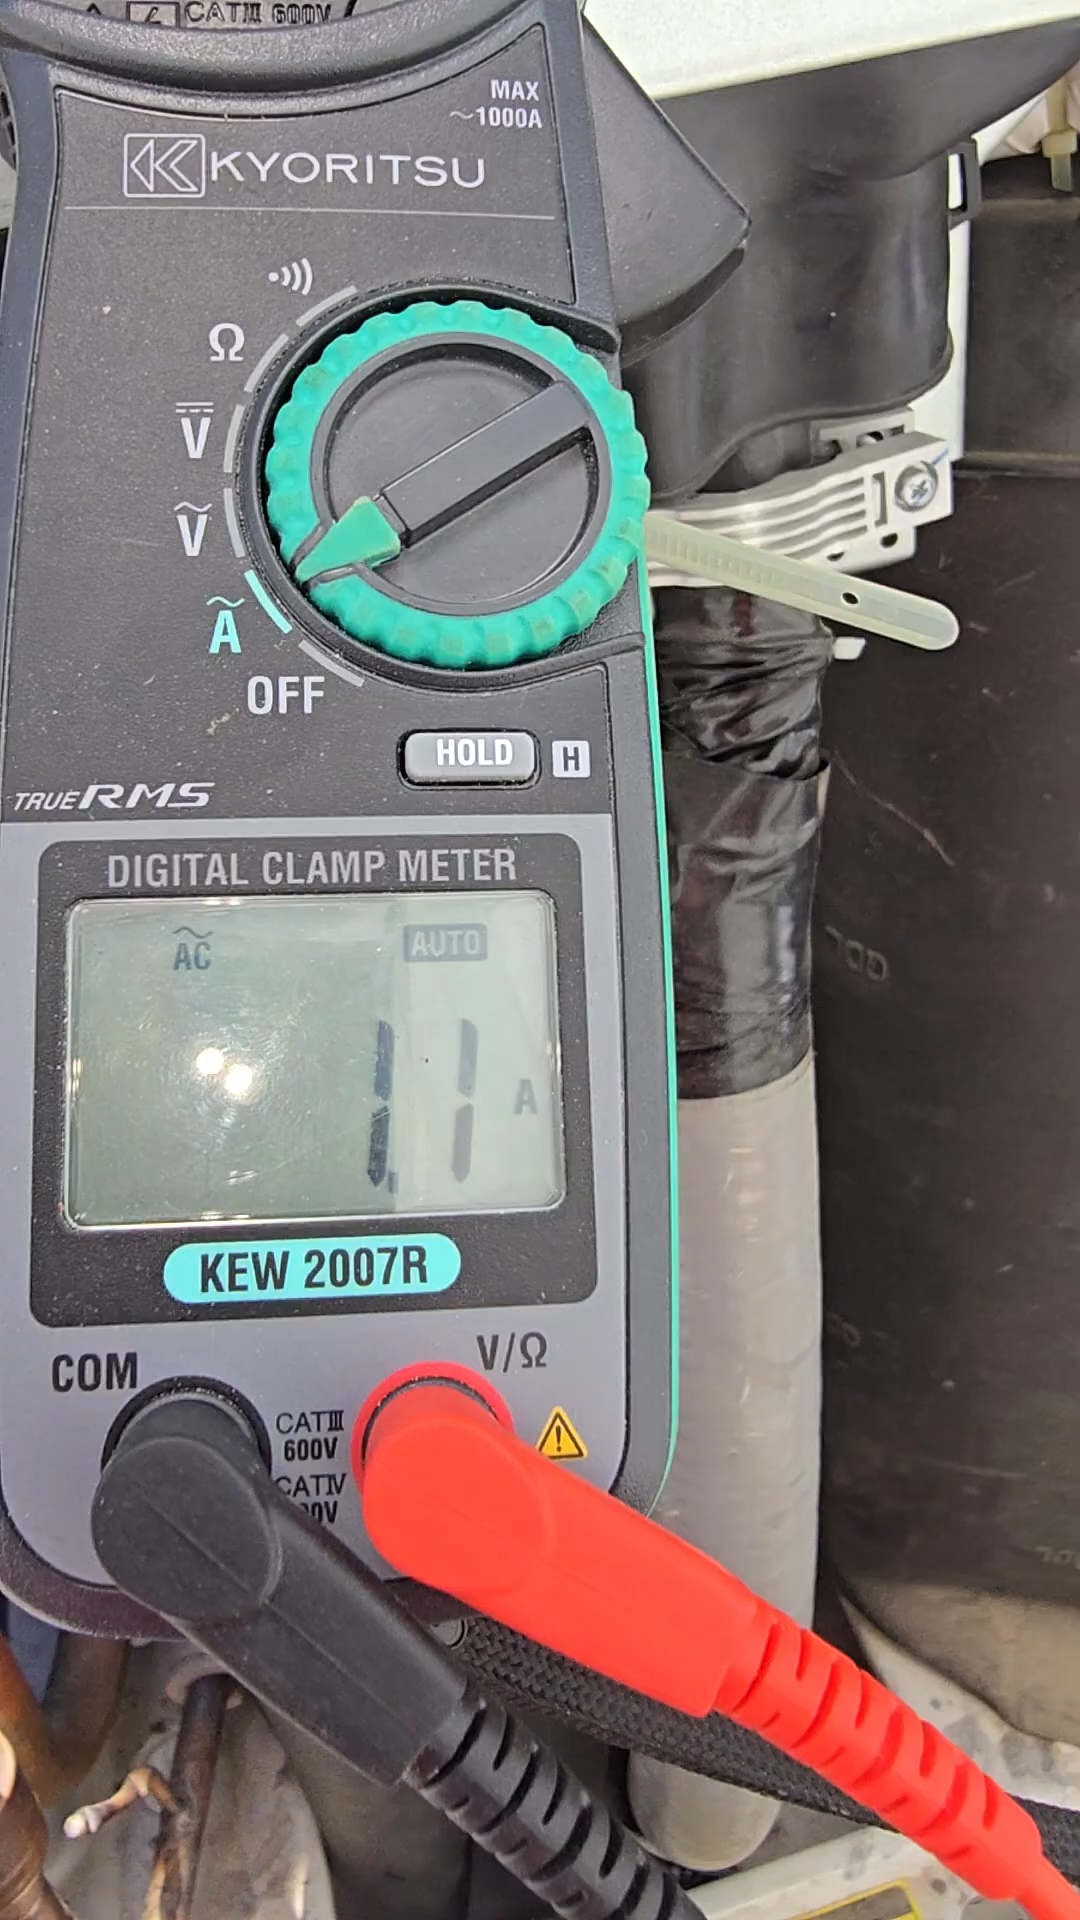 CAT Ⅲ 600V
MAX
~1000A
KYORITSU
Ω
V
V
A
OFF
HOLD H
TRUE RMS
DIGITAL CLAMP METER
AC AUTO
1.1 A
KEW 2007R
COM V/Ω
CAT Ⅲ
600V
CAT Ⅳ